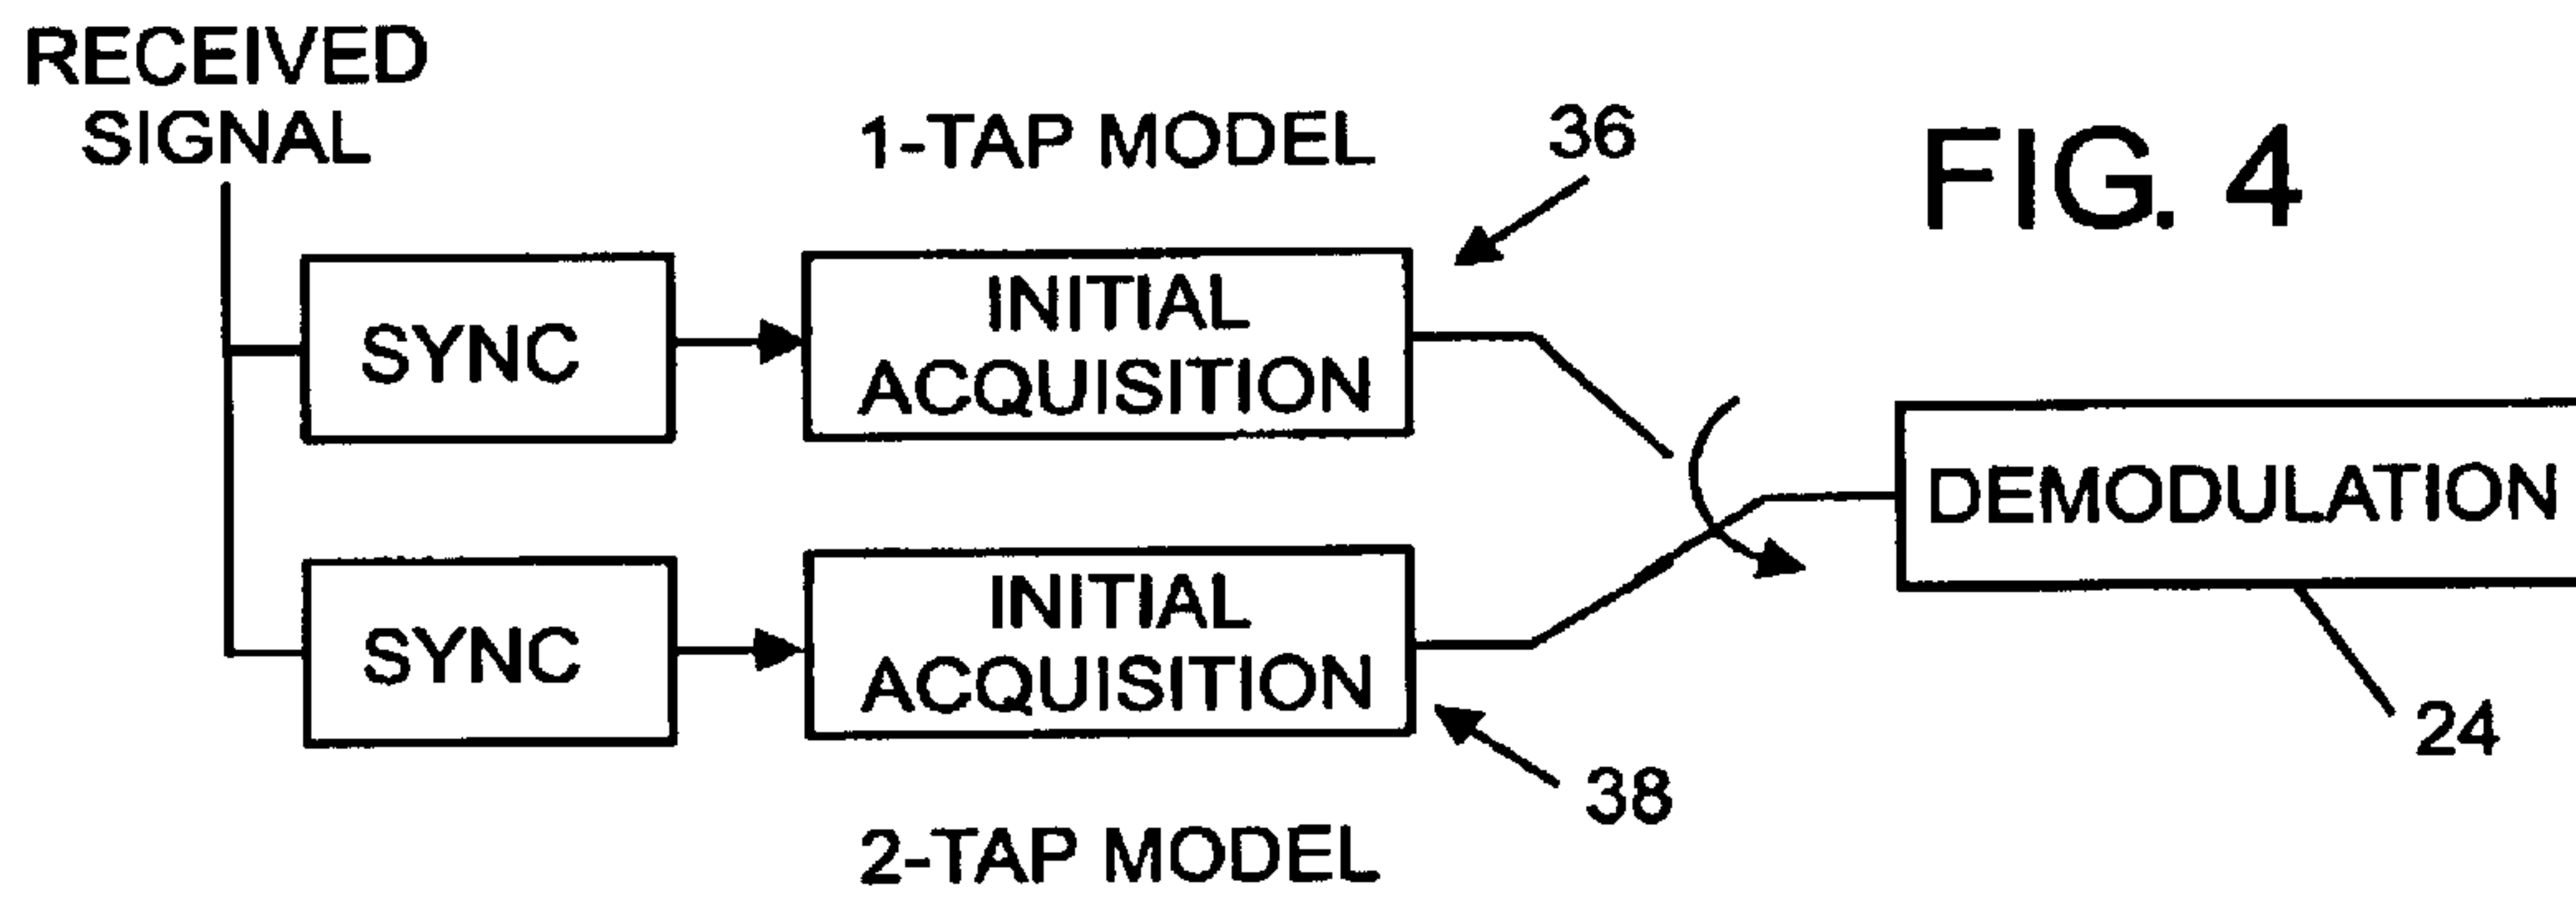 RECEIVED
SIGNAL
1-TAP MODEL
36
FIG. 4
SYNC
INITIAL
ACQUISITION
DEMODULATION
SYNC
INITIAL
ACQUISITION
24
38
2-TAP MODEL